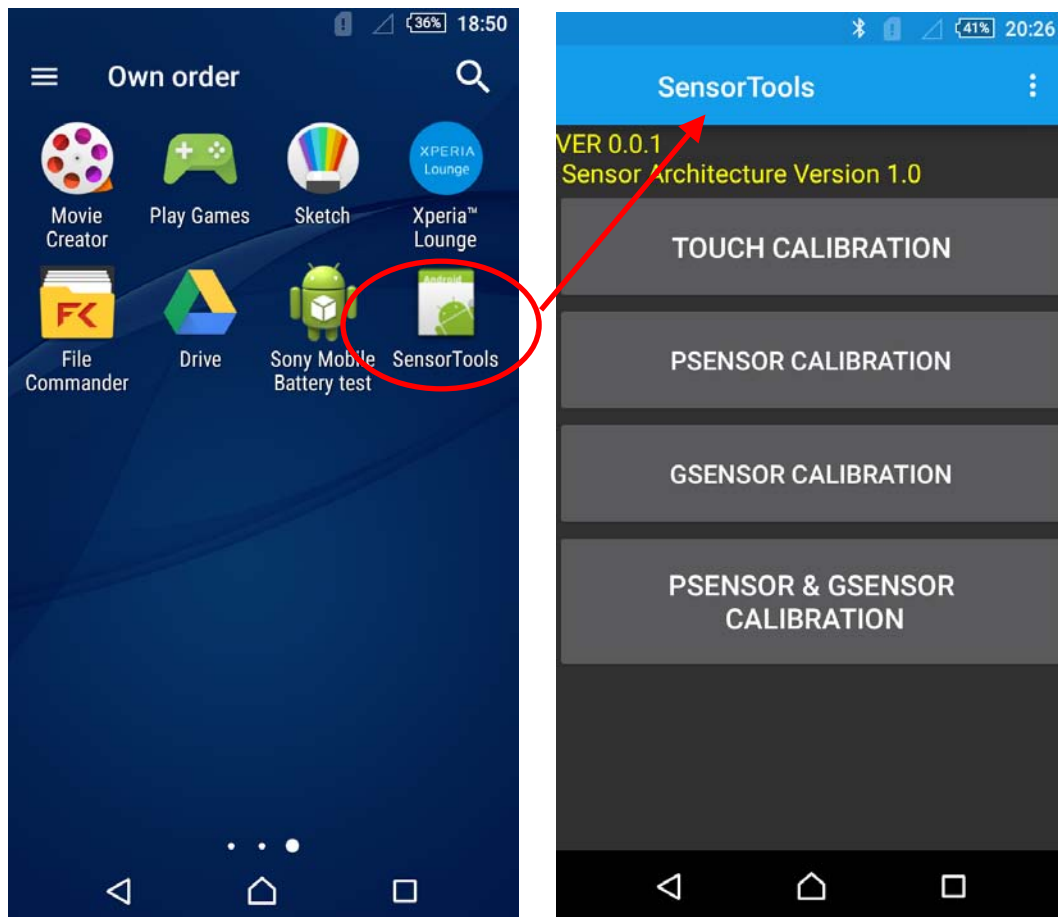 36% 18:50
Own order
XPERIA
Lounge
Movie
Creator
Play Games
Sketch
Xperia™
Lounge
Android
File
Commander
Drive
Sony Mobile
Battery test
SensorTools
41% 20:26
SensorTools
VER 0.0.1
Sensor Architecture Version 1.0
TOUCH CALIBRATION
PSENSOR CALIBRATION
GSENSOR CALIBRATION
PSENSOR & GSENSOR
CALIBRATION